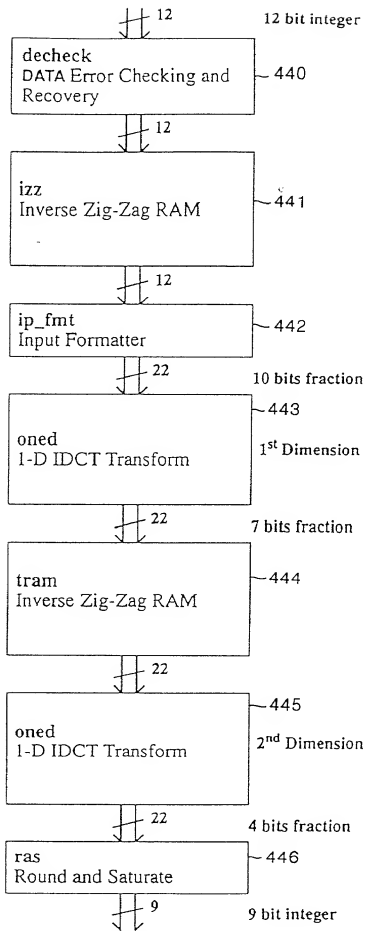 12
12 bit integer
decheck
DATA Error Checking and
Recovery
440
12
izz
Inverse Zig-Zag RAM
441
12
ip_fmt
Input Formatter
442
22
10 bits fraction
443
oned
1-D IDCT Transform
1st Dimension
22
7 bits fraction
tram
Inverse Zig-Zag RAM
444
22
445
oned
1-D IDCT Transform
2nd Dimension
22
4 bits fraction
ras
Round and Saturate
446
9
9 bit integer